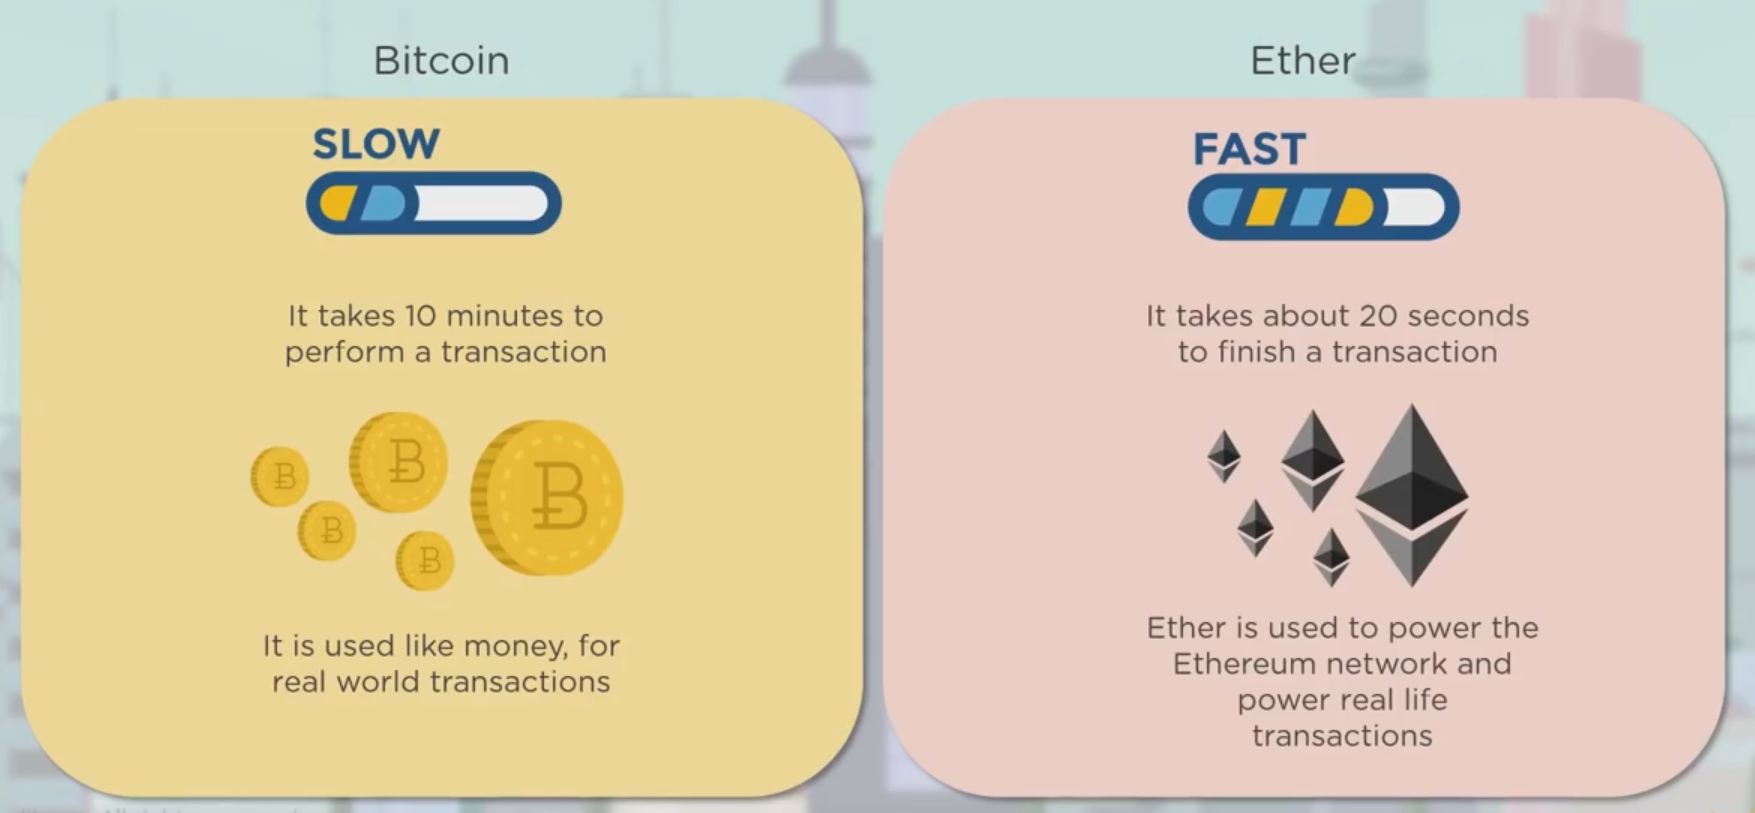 Bitcoin
SLOW
It takes 10 minutes to
perform a transaction
It is used like money, for
real world transactions
Ether
FAST
It takes about 20 seconds
to finish a transaction
Ether is used to power the
Ethereum network and
power real life
transactions